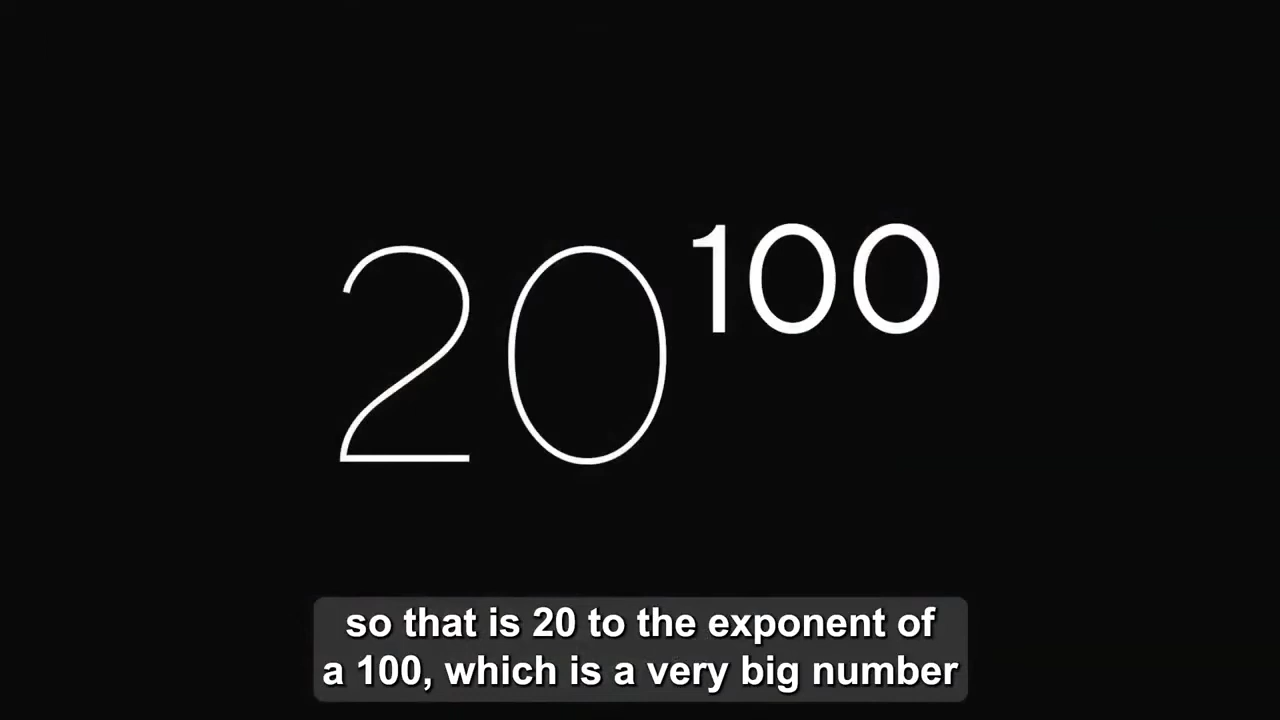 20¹⁰⁰
so that is 20 to the exponent of
a 100, which is a very big number